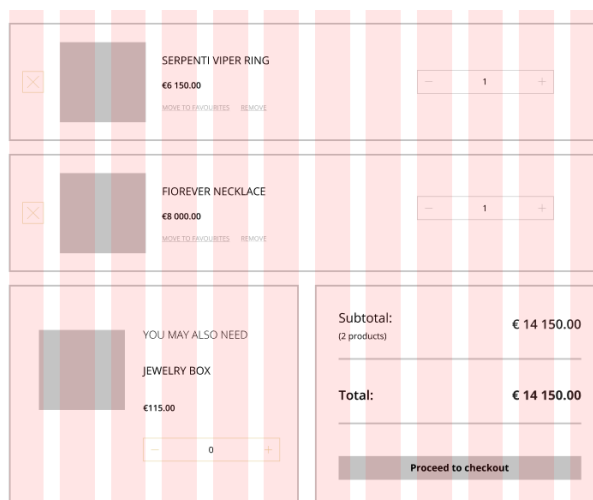 SERPENTI VIPER RING
€6 150.00
MOVE TO FAVOURITES REMOVE
− 1 +
FIOREVER NECKLACE
€8 000.00
MOVE TO FAVOURITES REMOVE
− 1 +
YOU MAY ALSO NEED
JEWELRY BOX
€115.00
− 0 +
Subtotal: € 14 150.00
(2 products)
Total: € 14 150.00
Proceed to checkout